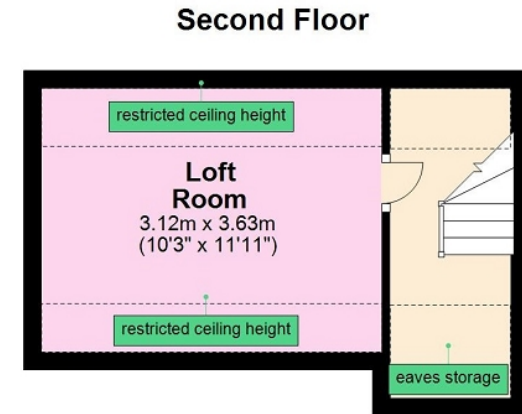 Second Floor
restricted ceiling height
Loft
Room
3.12m x 3.63m
(10'3" x 11'11")
restricted ceiling height
eaves storage